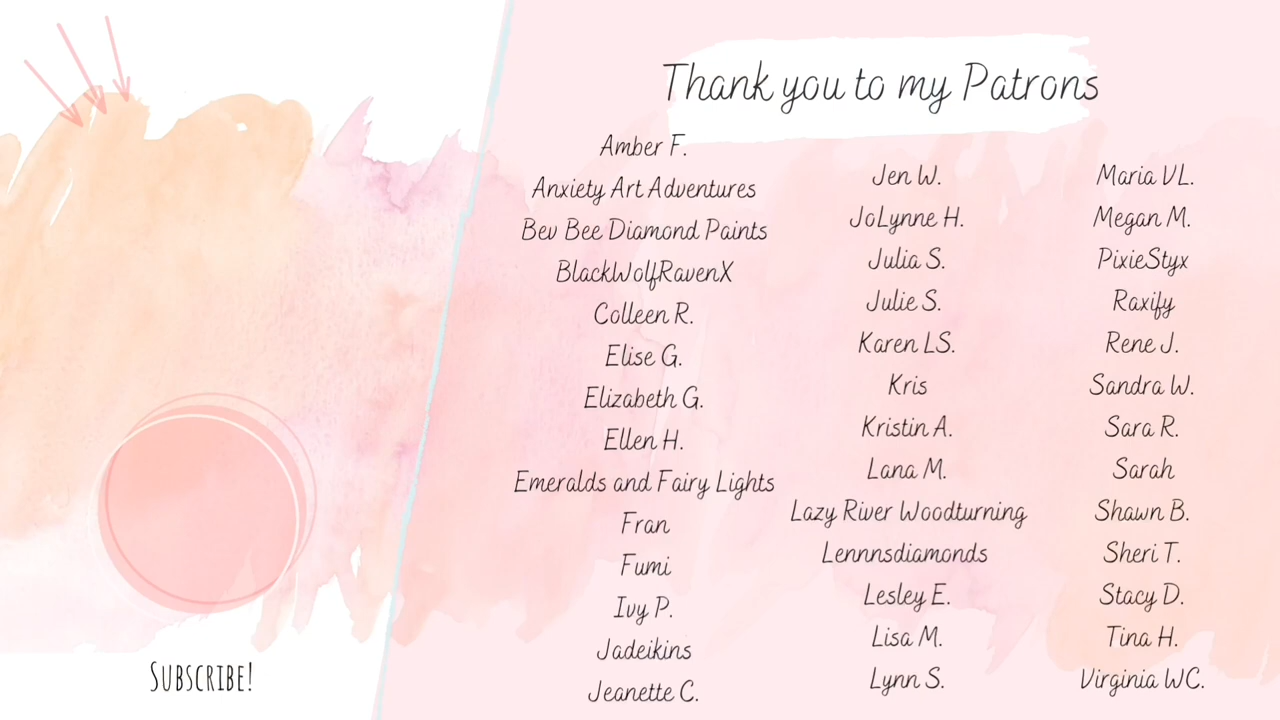 Thank you to my Patrons
Amber F.
Anxiety Art Adventures
Bev Bee Diamond Paints
BlackWolfRavenX
Colleen R.
Elise G.
Elizabeth G.
Ellen H.
Emeralds and Fairy Lights
Fran
Fumi
Ivy P.
Jadeikins
Jeanette C.
Jen W.
JoLynne H.
Julia S.
Julie S.
Karen LS.
Kris
Kristin A.
Lana M.
Lazy River Woodturning
Lennnsdiamonds
Lesley E.
Lisa M.
Lynn S.
Maria VL.
Megan M.
PixieStyx
Raxify
Rene J.
Sandra W.
Sara R.
Sarah
Shawn B.
Sheri T.
Stacy D.
Tina H.
Virginia WC.
Subscribe!